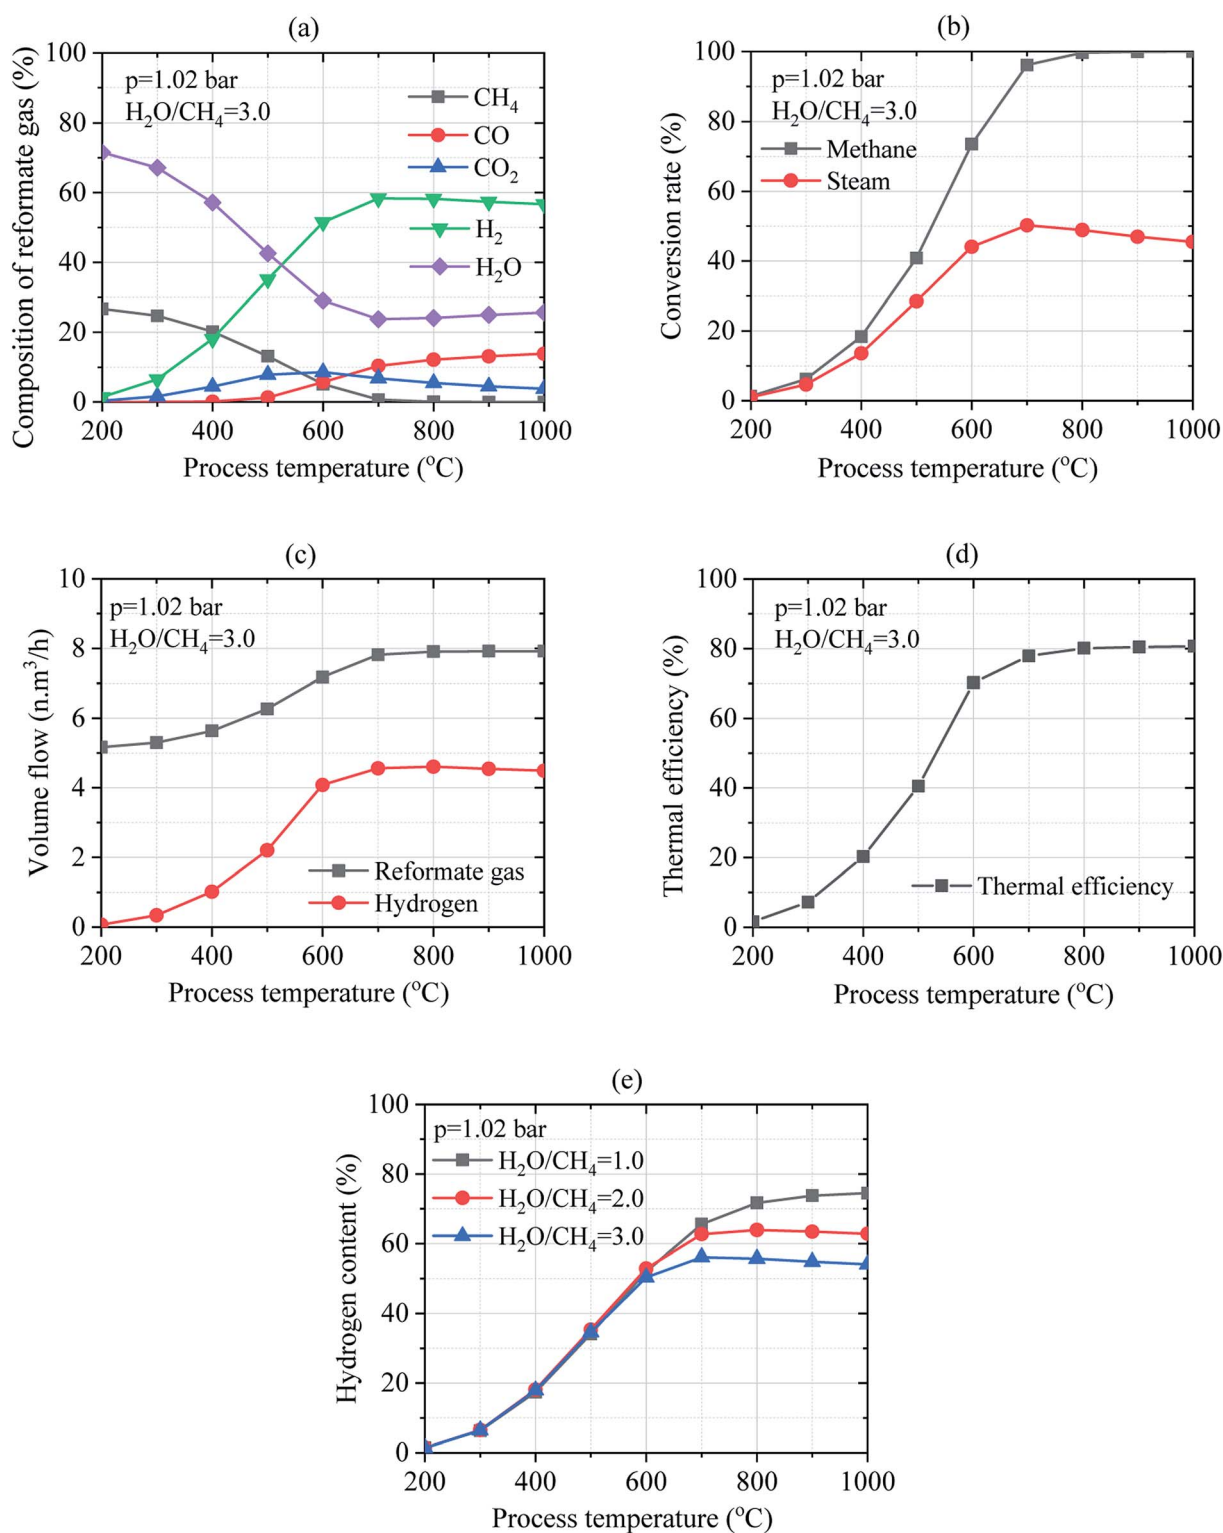 (a)
Composition of reformate gas (%)
100
80
60
40
20
0
p=1.02 bar
H₂O/CH₄=3.0
CH₄
CO
CO₂
H₂
H₂O
200 400 600 800 1000
Process temperature (°C)
(b)
Conversion rate (%)
100
80
60
40
20
0
p=1.02 bar
H₂O/CH₄=3.0
Methane
Steam
200 400 600 800 1000
Process temperature (°C)
(c)
Volume flow (n.m³/h)
10
8
6
4
2
0
p=1.02 bar
H₂O/CH₄=3.0
Reformate gas
Hydrogen
200 400 600 800 1000
Process temperature (°C)
(d)
Thermal efficiency (%)
100
80
60
40
20
0
p=1.02 bar
H₂O/CH₄=3.0
Thermal efficiency
200 400 600 800 1000
Process temperature (°C)
(e)
Hydrogen content (%)
100
80
60
40
20
0
p=1.02 bar
H₂O/CH₄=1.0
H₂O/CH₄=2.0
H₂O/CH₄=3.0
200 400 600 800 1000
Process temperature (°C)